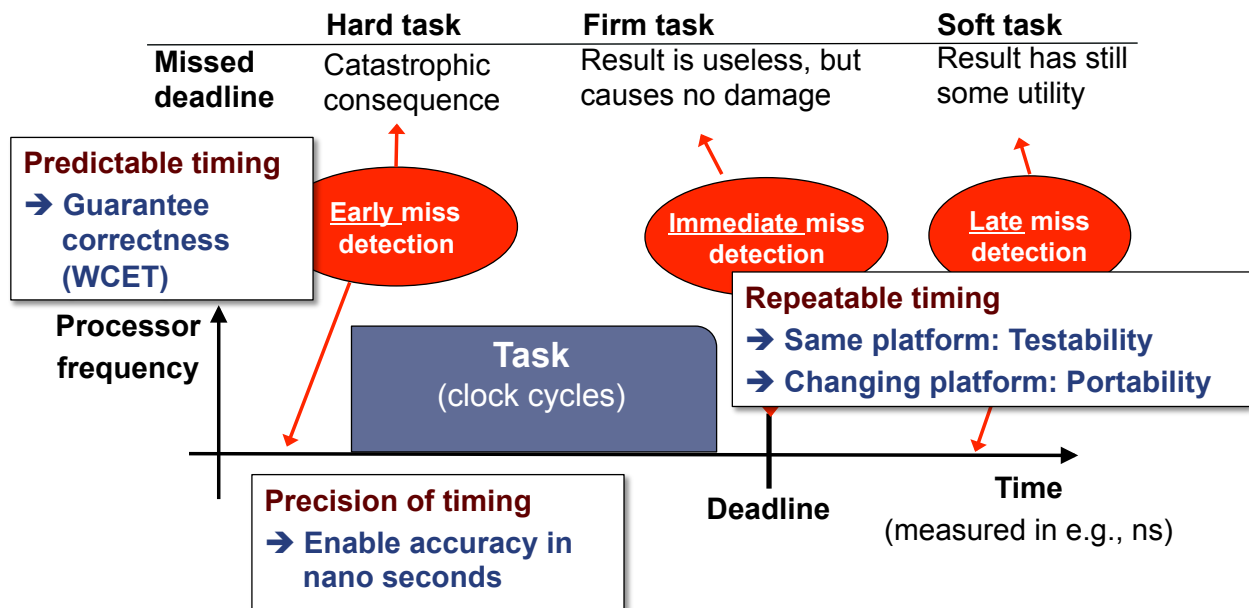 Hard task
Firm task
Soft task
Missed
deadline
Catastrophic
consequence
Result is useless, but
causes no damage
Result has still
some utility
Predictable timing
➔ Guarantee
correctness
(WCET)
Early miss
detection
Immediate miss
detection
Late miss
detection
Repeatable timing
➔ Same platform: Testability
➔ Changing platform: Portability
Processor
frequency
Task
(clock cycles)
Precision of timing
➔ Enable accuracy in
nano seconds
Deadline
Time
(measured in e.g., ns)